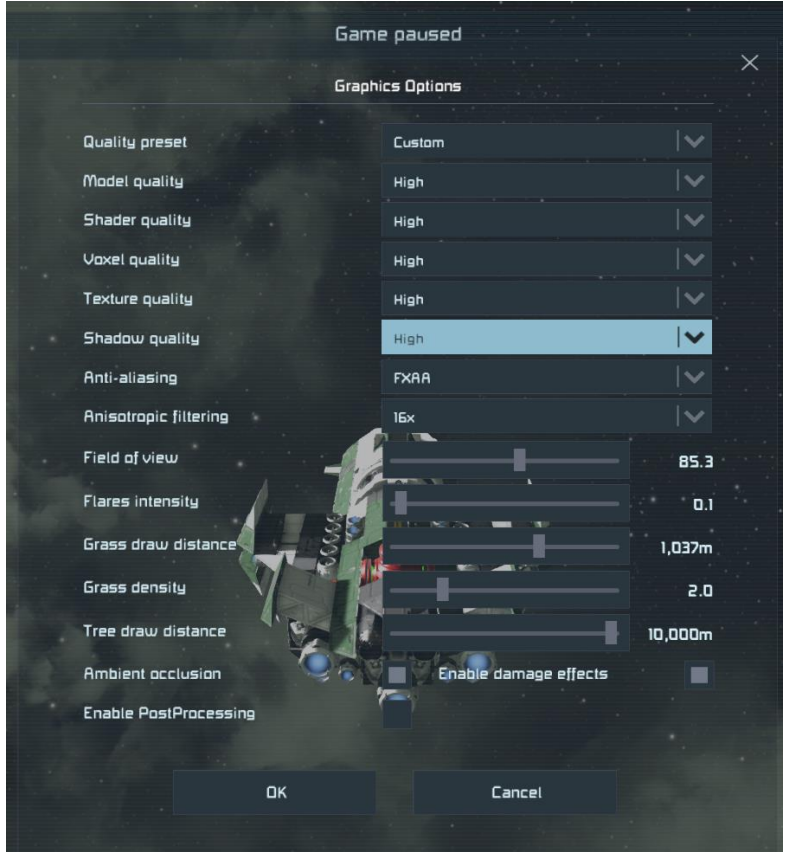 Game paused
Graphics Options
Quality preset Custom
Model quality High
Shader quality High
Voxel quality High
Texture quality High
Shadow quality High
Anti-aliasing FXAA
Anisotropic filtering 16x
Field of view 85.3
Flares intensity 0.1
Grass draw distance 1,037m
Grass density 2.0
Tree draw distance 10,000m
Ambient occlusion Enable damage effects
Enable PostProcessing
OK Cancel